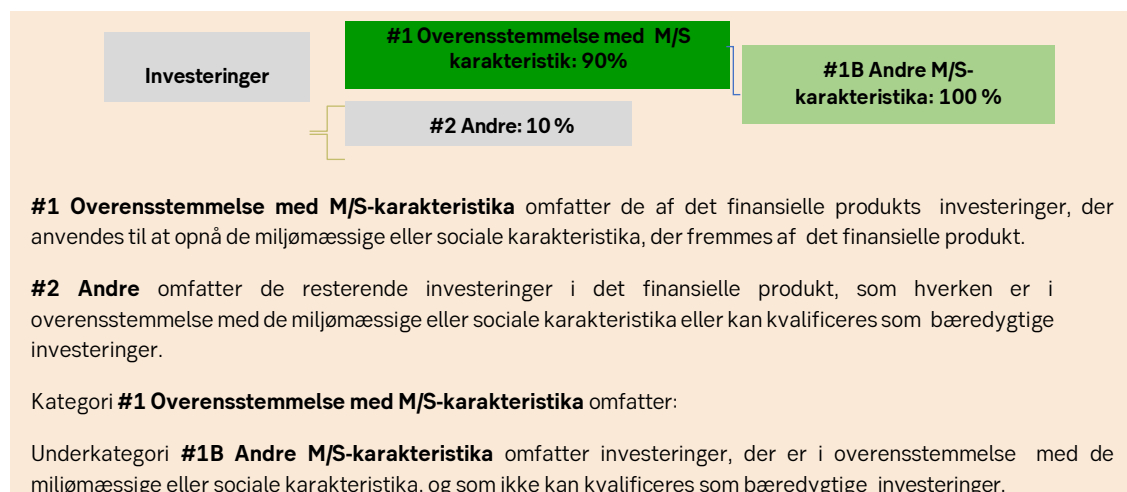 #1 Overensstemmelse med M/S
karakteristik: 90%
Investeringer
#1B Andre M/S-
karakteristika: 100 %
#2 Andre: 10 %
#1 Overensstemmelse med M/S-karakteristika omfatter de af det finansielle produkts investeringer, der
anvendes til at opnå de miljømæssige eller sociale karakteristika, der fremmes af det finansielle produkt.
#2 Andre omfatter de resterende investeringer i det finansielle produkt, som hverken er i
overensstemmelse med de miljømæssige eller sociale karakteristika eller kan kvalificeres som bæredygtige
investeringer.
Kategori #1 Overensstemmelse med M/S-karakteristika omfatter:
Underkategori #1B Andre M/S-karakteristika omfatter investeringer, der er i overensstemmelse med de
miljømæssige eller sociale karakteristika, og som ikke kan kvalificeres som bæredygtige investeringer.